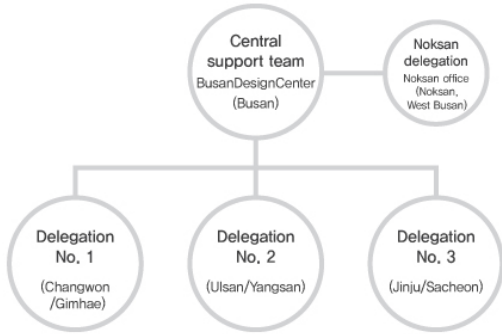 Central
support team
BusanDesignCenter
(Busan)
Noksan
delegation
Noksan office
(Noksan,
West Busan)
Delegation
No. 1
(Changwon
/Gimhae)
Delegation
No. 2
(Ulsan/Yangsan)
Delegation
No. 3
(Jinju/Sacheon)